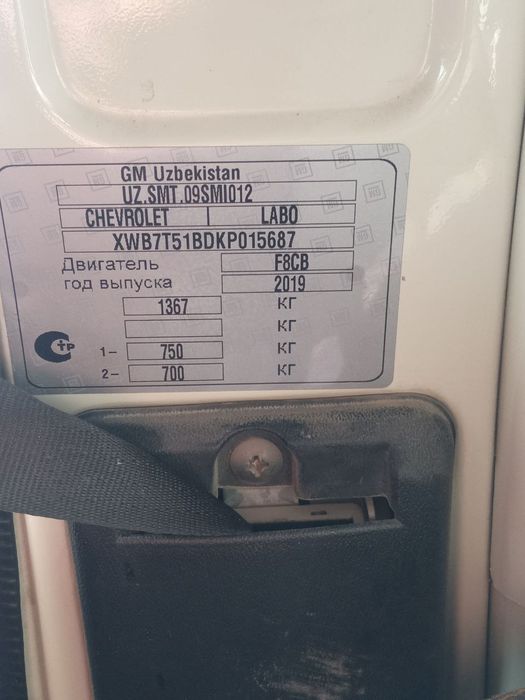 GM Uzbekistan
UZ.SMT.09SMI012
CHEVROLET | LABO
XWB7T51BDKP015687
Двигатель F8CB
год выпуска 2019
1367 КГ
КГ
1– 750 КГ
2– 700 КГ